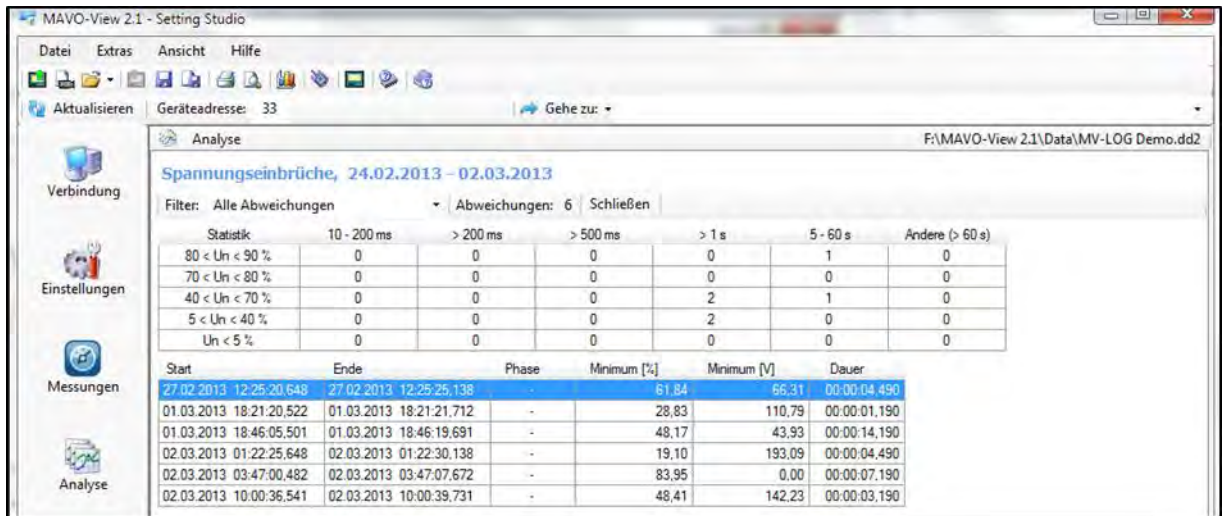 MAVO-View 2.1 - Setting Studio
Datei Extras Ansicht Hilfe
Aktualisieren Geräteadresse: 33 Gehe zu:
Analyse F:\MAVO-View 2.1\Data\MV-LOG Demo.dd2
Verbindung
Einstellungen
Messungen
Analyse
Spannungseinbrüche, 24.02.2013 - 02.03.2013
Filter: Alle Abweichungen Abweichungen: 6 Schließen
Statistik 10 - 200 ms > 200 ms > 500 ms > 1 s 5 - 60 s Andere (> 60 s)
80 < Un < 90 % 0 0 0 0 1 0
70 < Un < 80 % 0 0 0 0 0 0
40 < Un < 70 % 0 0 0 2 1 0
5 < Un < 40 % 0 0 0 2 0 0
Un < 5 % 0 0 0 0 0 0
Start Ende Phase Minimum [%] Minimum [V] Dauer
27.02.2013 12:25:20,648 27.02.2013 12:25:25,138 - 61,84 66,31 00:00:04,490
01.03.2013 18:21:20,522 01.03.2013 18:21:21,712 - 28,83 110,79 00:00:01,190
01.03.2013 18:46:05,501 01.03.2013 18:46:19,691 - 48,17 43,93 00:00:14,190
02.03.2013 01:22:25,648 02.03.2013 01:22:30,138 - 19,10 193,09 00:00:04,490
02.03.2013 03:47:00,482 02.03.2013 03:47:07,672 - 83,95 0,00 00:00:07,190
02.03.2013 10:00:36,541 02.03.2013 10:00:39,731 - 48,41 142,23 00:00:03,190